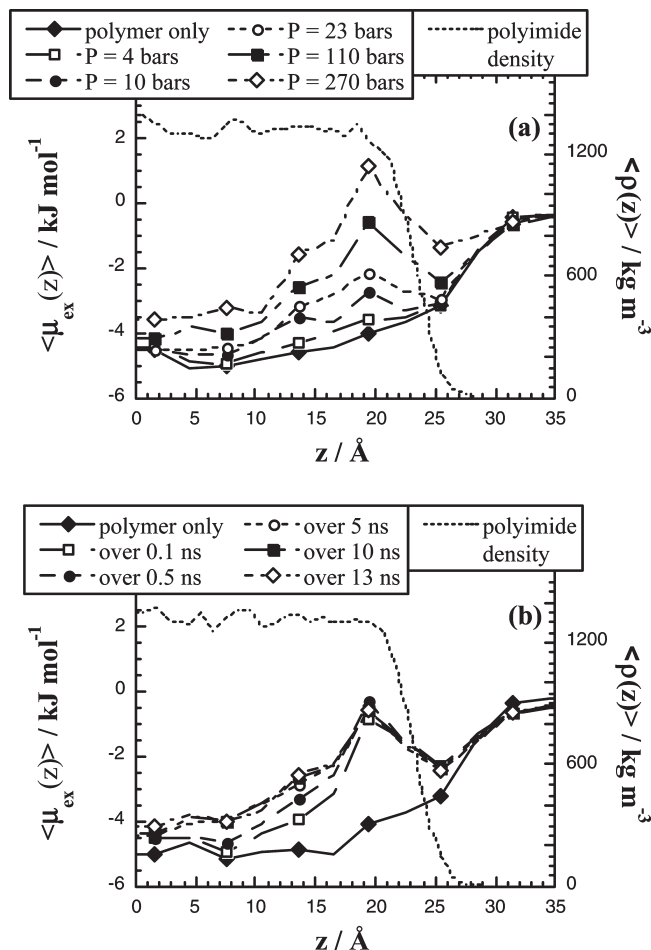 polymer only
P = 4 bars
P = 10 bars
P = 23 bars
P = 110 bars
P = 270 bars
polyimide
density
(a)
<μex(z)> / kJ mol⁻¹
2
0
-2
-4
-6
1200
600
0
<ρ(z)> / kg m⁻³
0 5 10 15 20 25 30 35
z / Å
polymer only
over 0.1 ns
over 0.5 ns
over 5 ns
over 10 ns
over 13 ns
polyimide
density
(b)
<μex(z)> / kJ mol⁻¹
2
0
-2
-4
-6
1200
600
0
<ρ(z)> / kg m⁻³
0 5 10 15 20 25 30 35
z / Å